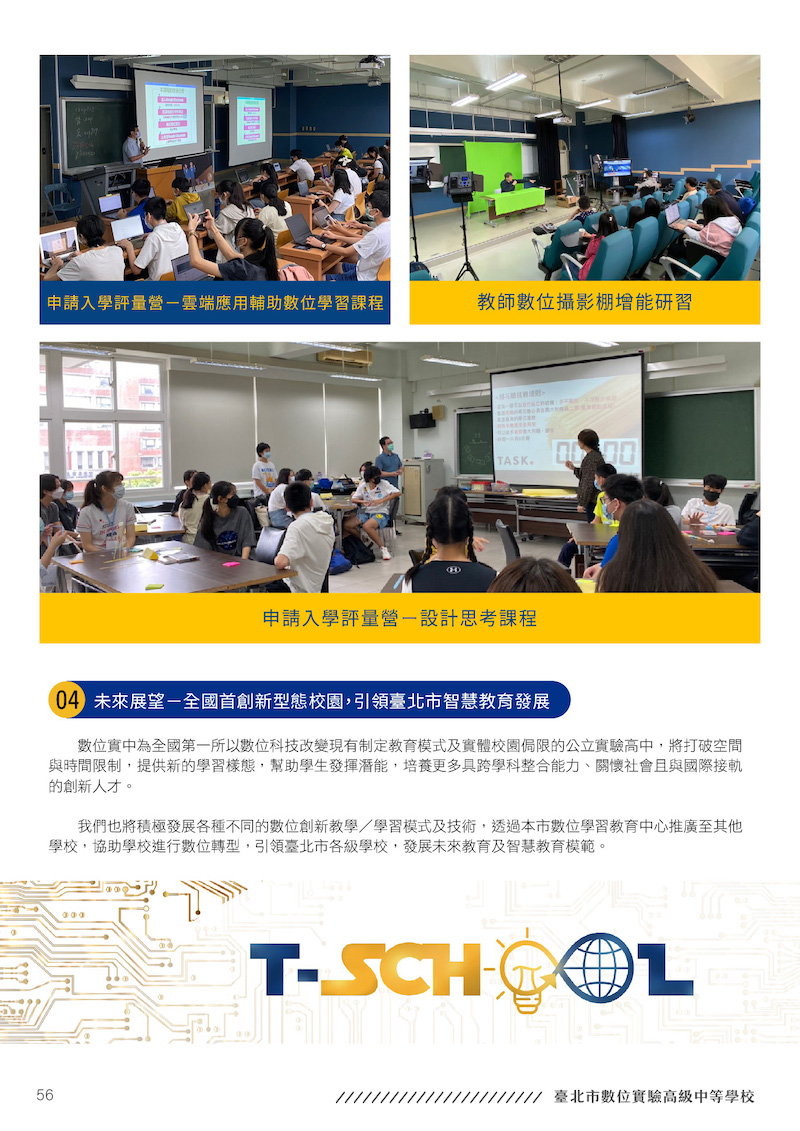 申請入學評量營－雲端應用輔助數位學習課程
教師數位攝影棚增能研習
TASK.
申請入學評量營－設計思考課程
04 未來展望－全國首創新型態校園，引領臺北市智慧教育發展
數位實中為全國第一所以數位科技改變現有制定教育模式及實體校園侷限的公立實驗高中，將打破空間
與時間限制，提供新的學習樣態，幫助學生發揮潛能，培養更多具跨學科整合能力、關懷社會且與國際接軌
的創新人才。
我們也將積極發展各種不同的數位創新教學／學習模式及技術，透過本市數位學習教育中心推廣至其他
學校，協助學校進行數位轉型，引領臺北市各級學校，發展未來教育及智慧教育模範。
T-SCHOOL
56
臺北市數位實驗高級中等學校